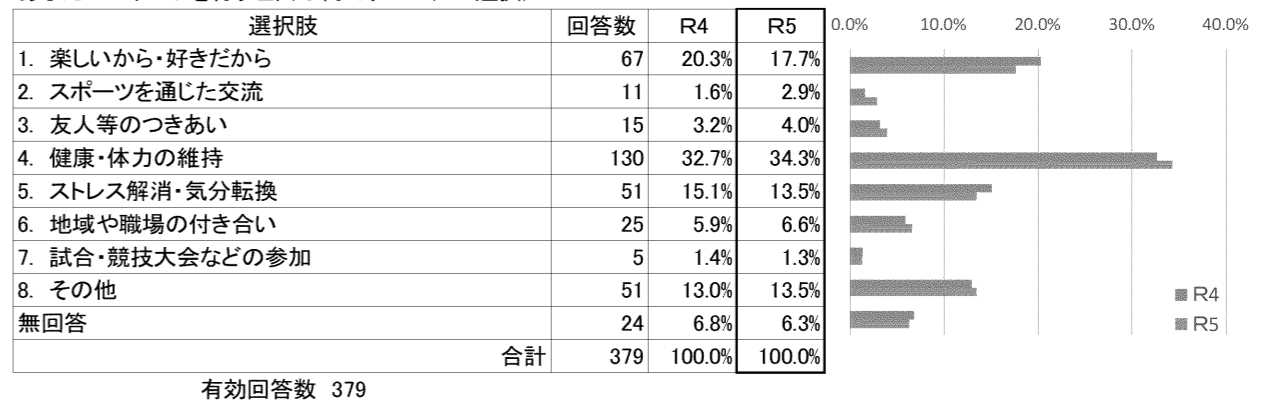 選択肢 回答数 R4 R5
1. 楽しいから・好きだから 67 20.3% 17.7%
2. スポーツを通じた交流 11 1.6% 2.9%
3. 友人等のつきあい 15 3.2% 4.0%
4. 健康・体力の維持 130 32.7% 34.3%
5. ストレス解消・気分転換 51 15.1% 13.5%
6. 地域や職場の付き合い 25 5.9% 6.6%
7. 試合・競技大会などの参加 5 1.4% 1.3%
8. その他 51 13.0% 13.5%
無回答 24 6.8% 6.3%
合計 379 100.0% 100.0%
有効回答数 379
0.0% 10.0% 20.0% 30.0% 40.0%
R4
R5